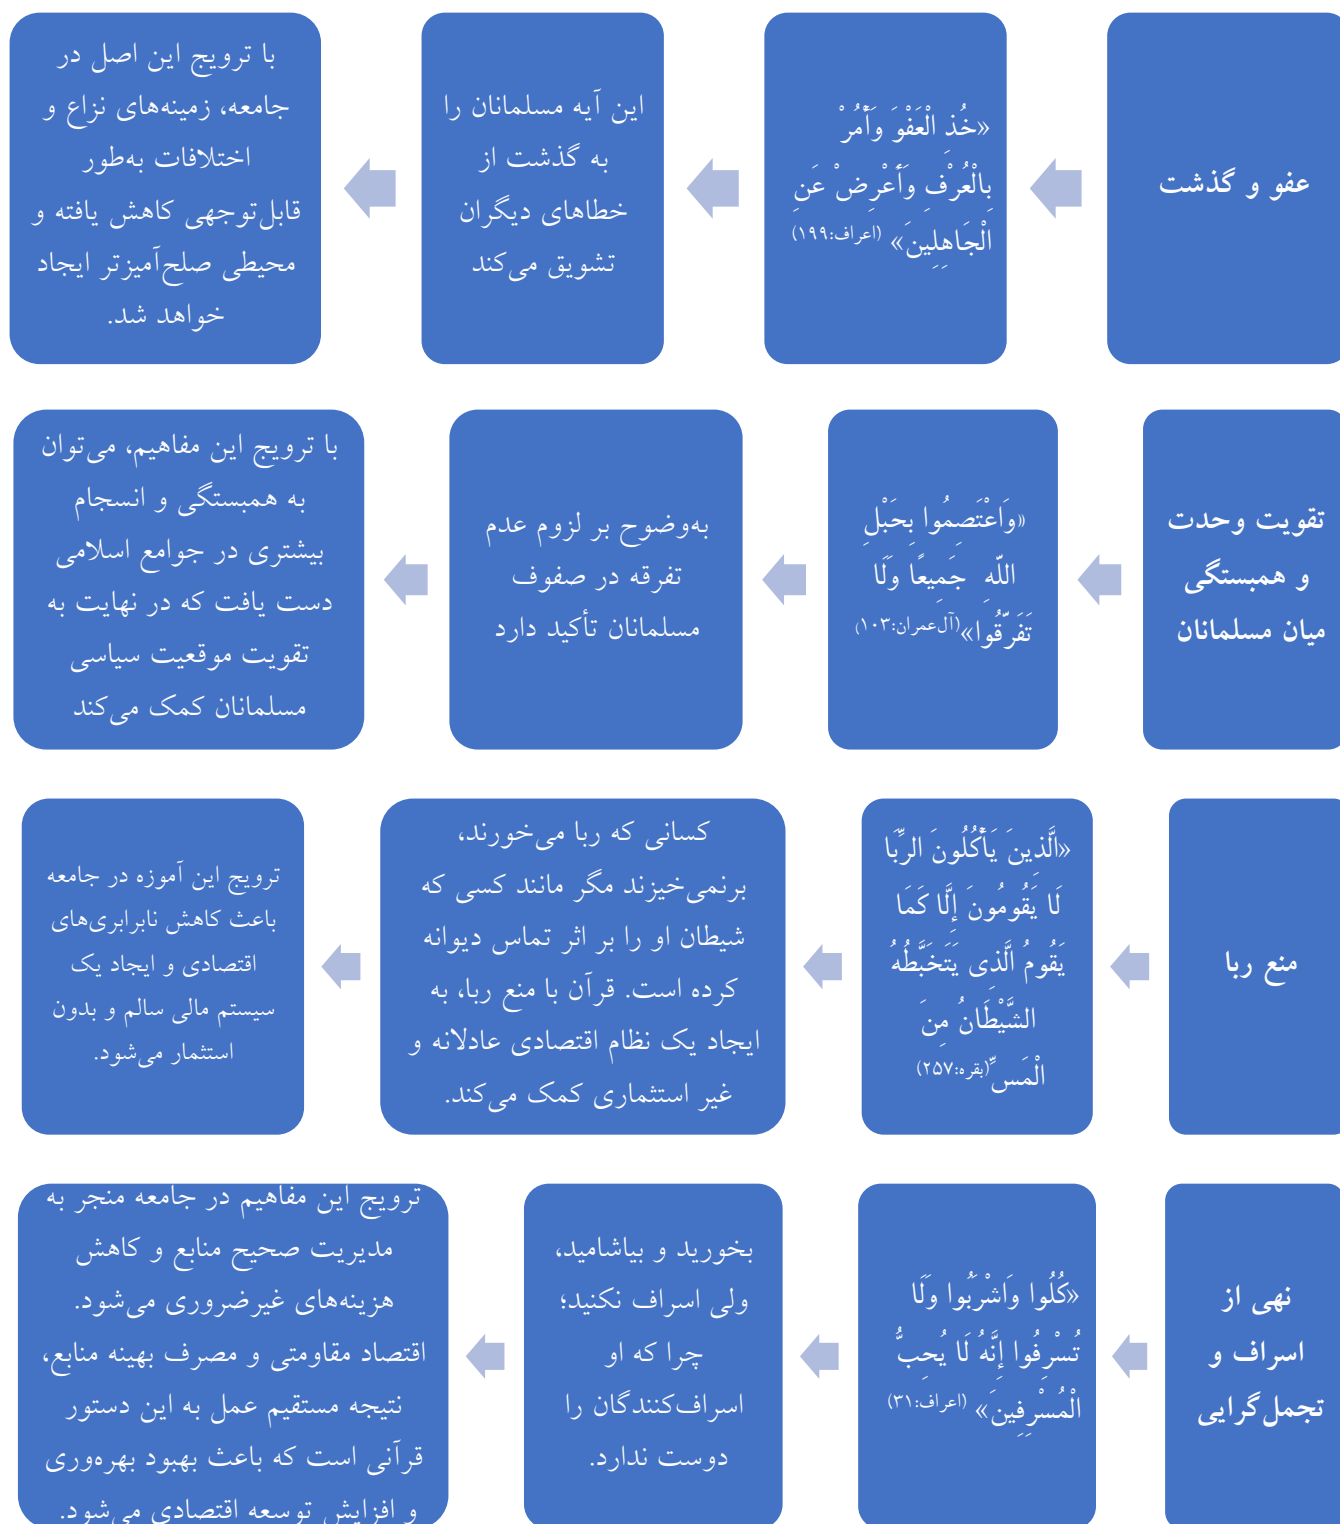 عفو و گذشت
«خُذِ الْعَفْوَ وَأْمُرْ
بِالْعُرْفِ وَأَعْرِضْ عَنِ
الْجَاهِلِينَ» (اعراف:۱۹۹)
این آیه مسلمانان را
به گذشت از
خطاهای دیگران
تشویق می‌کند
با ترویج این اصل در
جامعه، زمینه‌های نزاع و
اختلافات به‌طور
قابل‌توجهی کاهش یافته و
محیطی صلح‌آمیزتر ایجاد
خواهد شد.
تقویت وحدت
و همبستگی
میان مسلمانان
«وَاعْتَصِمُوا بِحَبْلِ
اللَّهِ جَمِيعًا وَلَا
تَفَرَّقُوا»(آل‌عمران:۱۰۳)
به‌وضوح بر لزوم عدم
تفرقه در صفوف
مسلمانان تأکید دارد
با ترویج این مفاهیم، می‌توان
به همبستگی و انسجام
بیشتری در جوامع اسلامی
دست یافت که در نهایت به
تقویت موقعیت سیاسی
مسلمانان کمک می‌کند
منع ربا
«الَّذِينَ يَأْكُلُونَ الرِّبَا
لَا يَقُومُونَ إِلَّا كَمَا
يَقُومُ الَّذِی يَتَخَبَّطُهُ
الشَّيْطَانُ مِنَ
الْمَسِّ(بقره:۲۵۷)
کسانی که ربا می‌خورند،
برنمی‌خیزند مگر مانند کسی که
شیطان او را بر اثر تماس دیوانه
کرده است. قرآن با منع ربا، به
ایجاد یک نظام اقتصادی عادلانه و
غیر استثماری کمک می‌کند.
ترویج این آموزه در جامعه
باعث کاهش نابرابری‌های
اقتصادی و ایجاد یک
سیستم مالی سالم و بدون
استثمار می‌شود.
نهی از
اسراف و
تجمل‌گرایی
«كُلُوا وَاشْرَبُوا وَلَا
تُسْرِفُوا إِنَّهُ لَا يُحِبُّ
الْمُسْرِفِينَ» (اعراف:۳۱)
بخورید و بیاشامید،
ولی اسراف نکنید؛
چرا که او
اسراف‌کنندگان را
دوست ندارد.
ترویج این مفاهیم در جامعه منجر به
مدیریت صحیح منابع و کاهش
هزینه‌های غیرضروری می‌شود.
اقتصاد مقاومتی و مصرف بهینه منابع،
نتیجه مستقیم عمل به این دستور
قرآنی است که باعث بهبود بهره‌وری
و افزایش توسعه اقتصادی می‌شود.